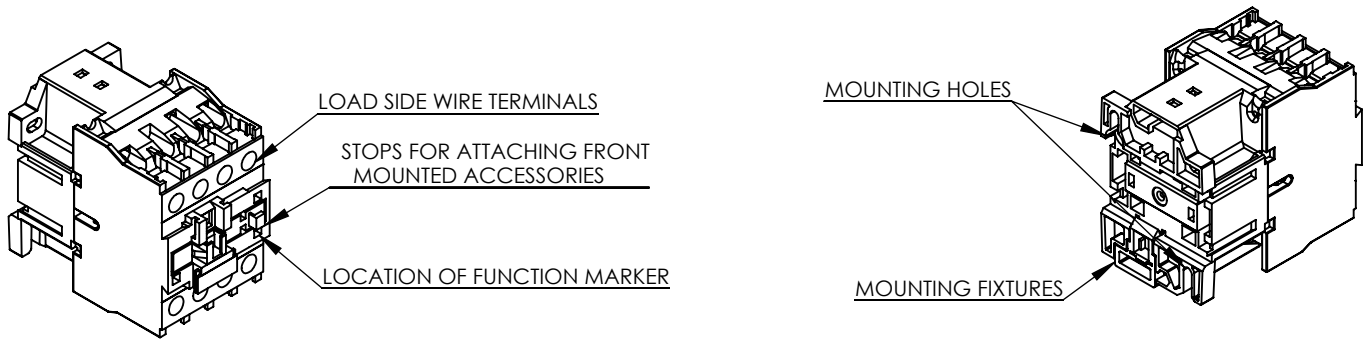 LOAD SIDE WIRE TERMINALS
STOPS FOR ATTACHING FRONT
MOUNTED ACCESSORIES
LOCATION OF FUNCTION MARKER
MOUNTING HOLES
MOUNTING FIXTURES